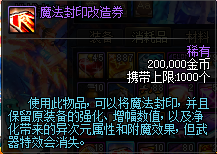 魔法封印改造券
稀有
200,000金币
携带上限1000个
使用此物品,可以将魔法封印,并且
保留原装备的强化、增幅数值,以及净
化带来的异次元属性和附魔效果,但武
器特效会消失。